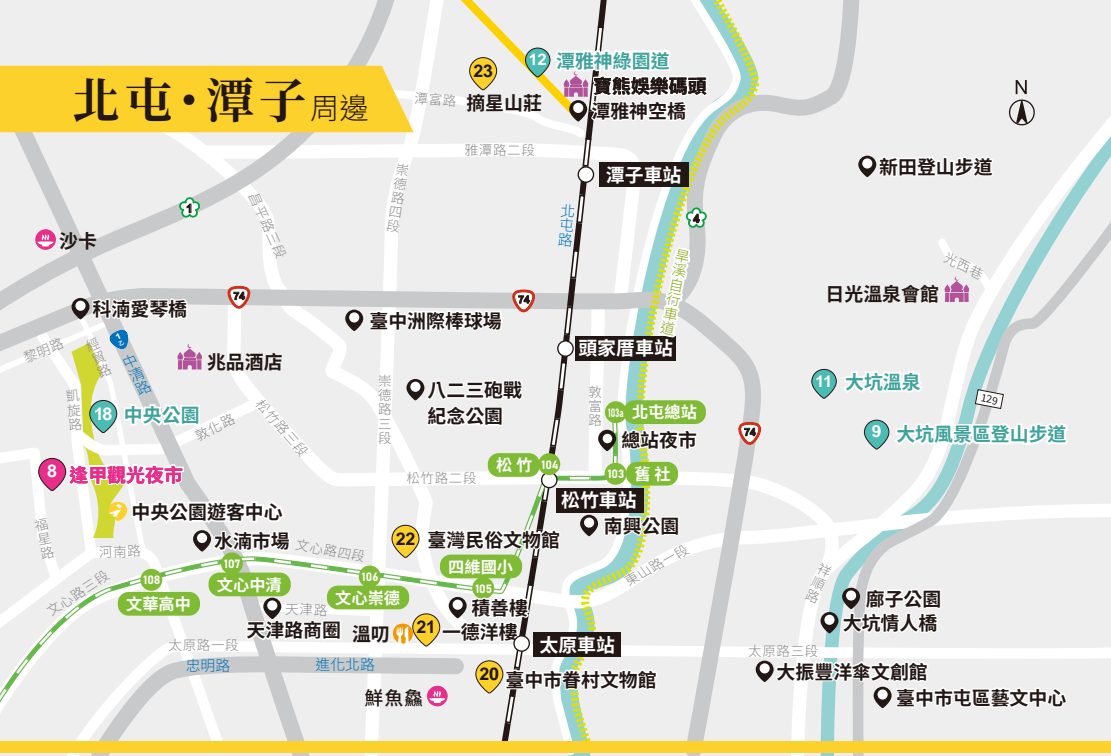 北屯・潭子周邊
23
摘星山莊
12
潭雅神綠園道
寶熊娛樂碼頭
潭雅神空橋
N
潭富路
雅潭路二段
潭子車站
新田登山步道
崇德路四段
昌平路三段
1
北屯路
4
沙卡
旱溪自行車道
光西巷
日光溫泉會館
74
74
科湳愛琴橋
臺中洲際棒球場
1乙
中清路
黎明路
經貿路
兆品酒店
頭家厝車站
凱旋路
18
中央公園
崇德路三段
八二三砲戰
紀念公園
敦富路
103a
北屯總站
總站夜市
11
大坑溫泉
129
敦化路
松竹路三段
74
9
大坑風景區登山步道
8
逢甲觀光夜市
松竹路二段
松竹
104
103
舊社
松竹車站
中央公園遊客中心
南興公園
福星路
河南路
水湳市場
文心路四段
22
臺灣民俗文物館
四維國小
東山路一段
祥順路
文心路三段
108
文華高中
107
文心中清
106
文心崇德
105
積善樓
天津路
天津路商圈
溫叨
21
一德洋樓
廍子公園
大坑情人橋
太原路一段
太原車站
太原路三段
忠明路
進化北路
20
臺中市眷村文物館
大振豐洋傘文創館
鮮魚鱻
臺中市屯區藝文中心